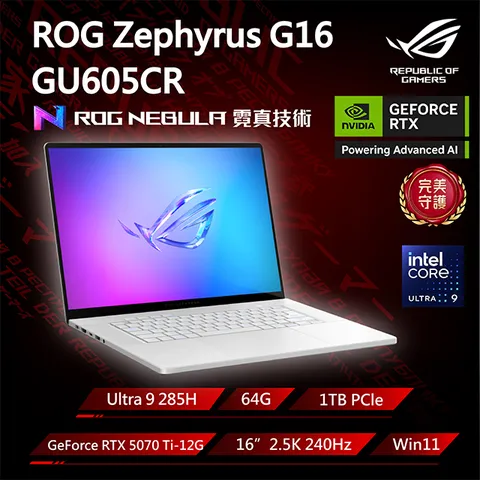 ROG Zephyrus G16
GU605CR
ROG NEBULA 霓真技術
REPUBLIC OF
GAMERS
NVIDIA
GEFORCE
RTX
Powering Advanced AI
完美
守護
intel
CORE
ULTRA 9
Ultra 9 285H
64G
1TB PCIe
GeForce RTX 5070 Ti-12G
16” 2.5K 240Hz
Win11